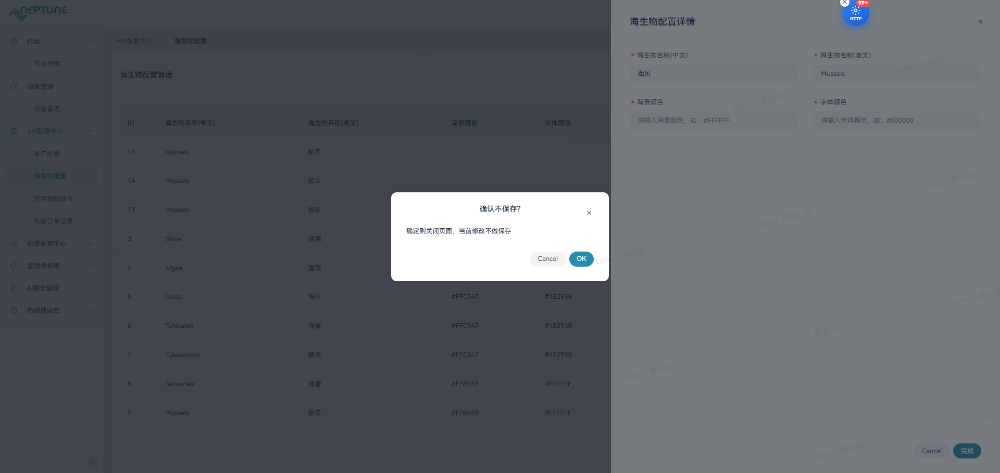 NEPTUNE
作业
作业设置
设备管理
设备管理
AM配置中心
客户配置
海生物配置
定期提醒邮件
年度订单设置
调度配置中心
管理员权限
AI报告管理
新加坡展会
AM配置中心 / 海生物配置
海生物配置管理
ID 海生物名称(中文) 海生物名称(英文) 背景颜色 字体颜色
15 Mussels 贻贝
14 Mussels 贻贝
13 Mussels 贻贝
3 Slime 涂泥
4 Algae 海藻
5 Grass 海草 #FFC547 #1E293B
6 Tunicates 海葵 #FFC547 #1E293B
7 Tubeworms 管虫 #FFC547 #1E293B
8 Barnacles 藤壶 #FF8B59 #FFFFFF
9 Mussels 贻贝 #FF8B59 #FFFFFF
确认不保存?
确定则关闭页面，当前修改不做保存
Cancel OK
99+
HTTP
海生物配置详情
* 海生物名称(中文) * 海生物名称(英文)
贻贝 Mussels
* 背景颜色 * 字体颜色
请输入背景颜色，如：#FFFFFF 请输入字体颜色，如：#000000
Cancel 完成